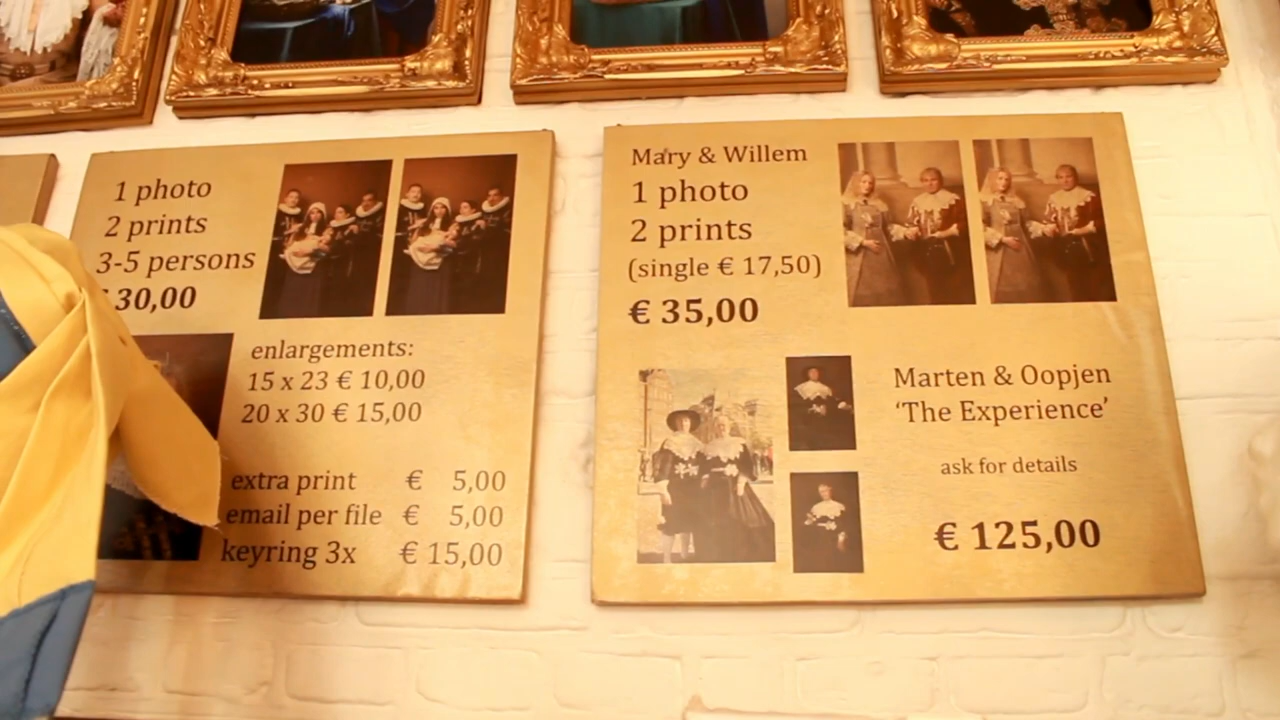 1 photo
2 prints
3-5 persons
€ 30,00
enlargements:
15 x 23 € 10,00
20 x 30 € 15,00
extra print € 5,00
email per file € 5,00
keyring 3x € 15,00
Mary & Willem
1 photo
2 prints
(single € 17,50)
€ 35,00
Marten & Oopjen
‘The Experience’
ask for details
€ 125,00